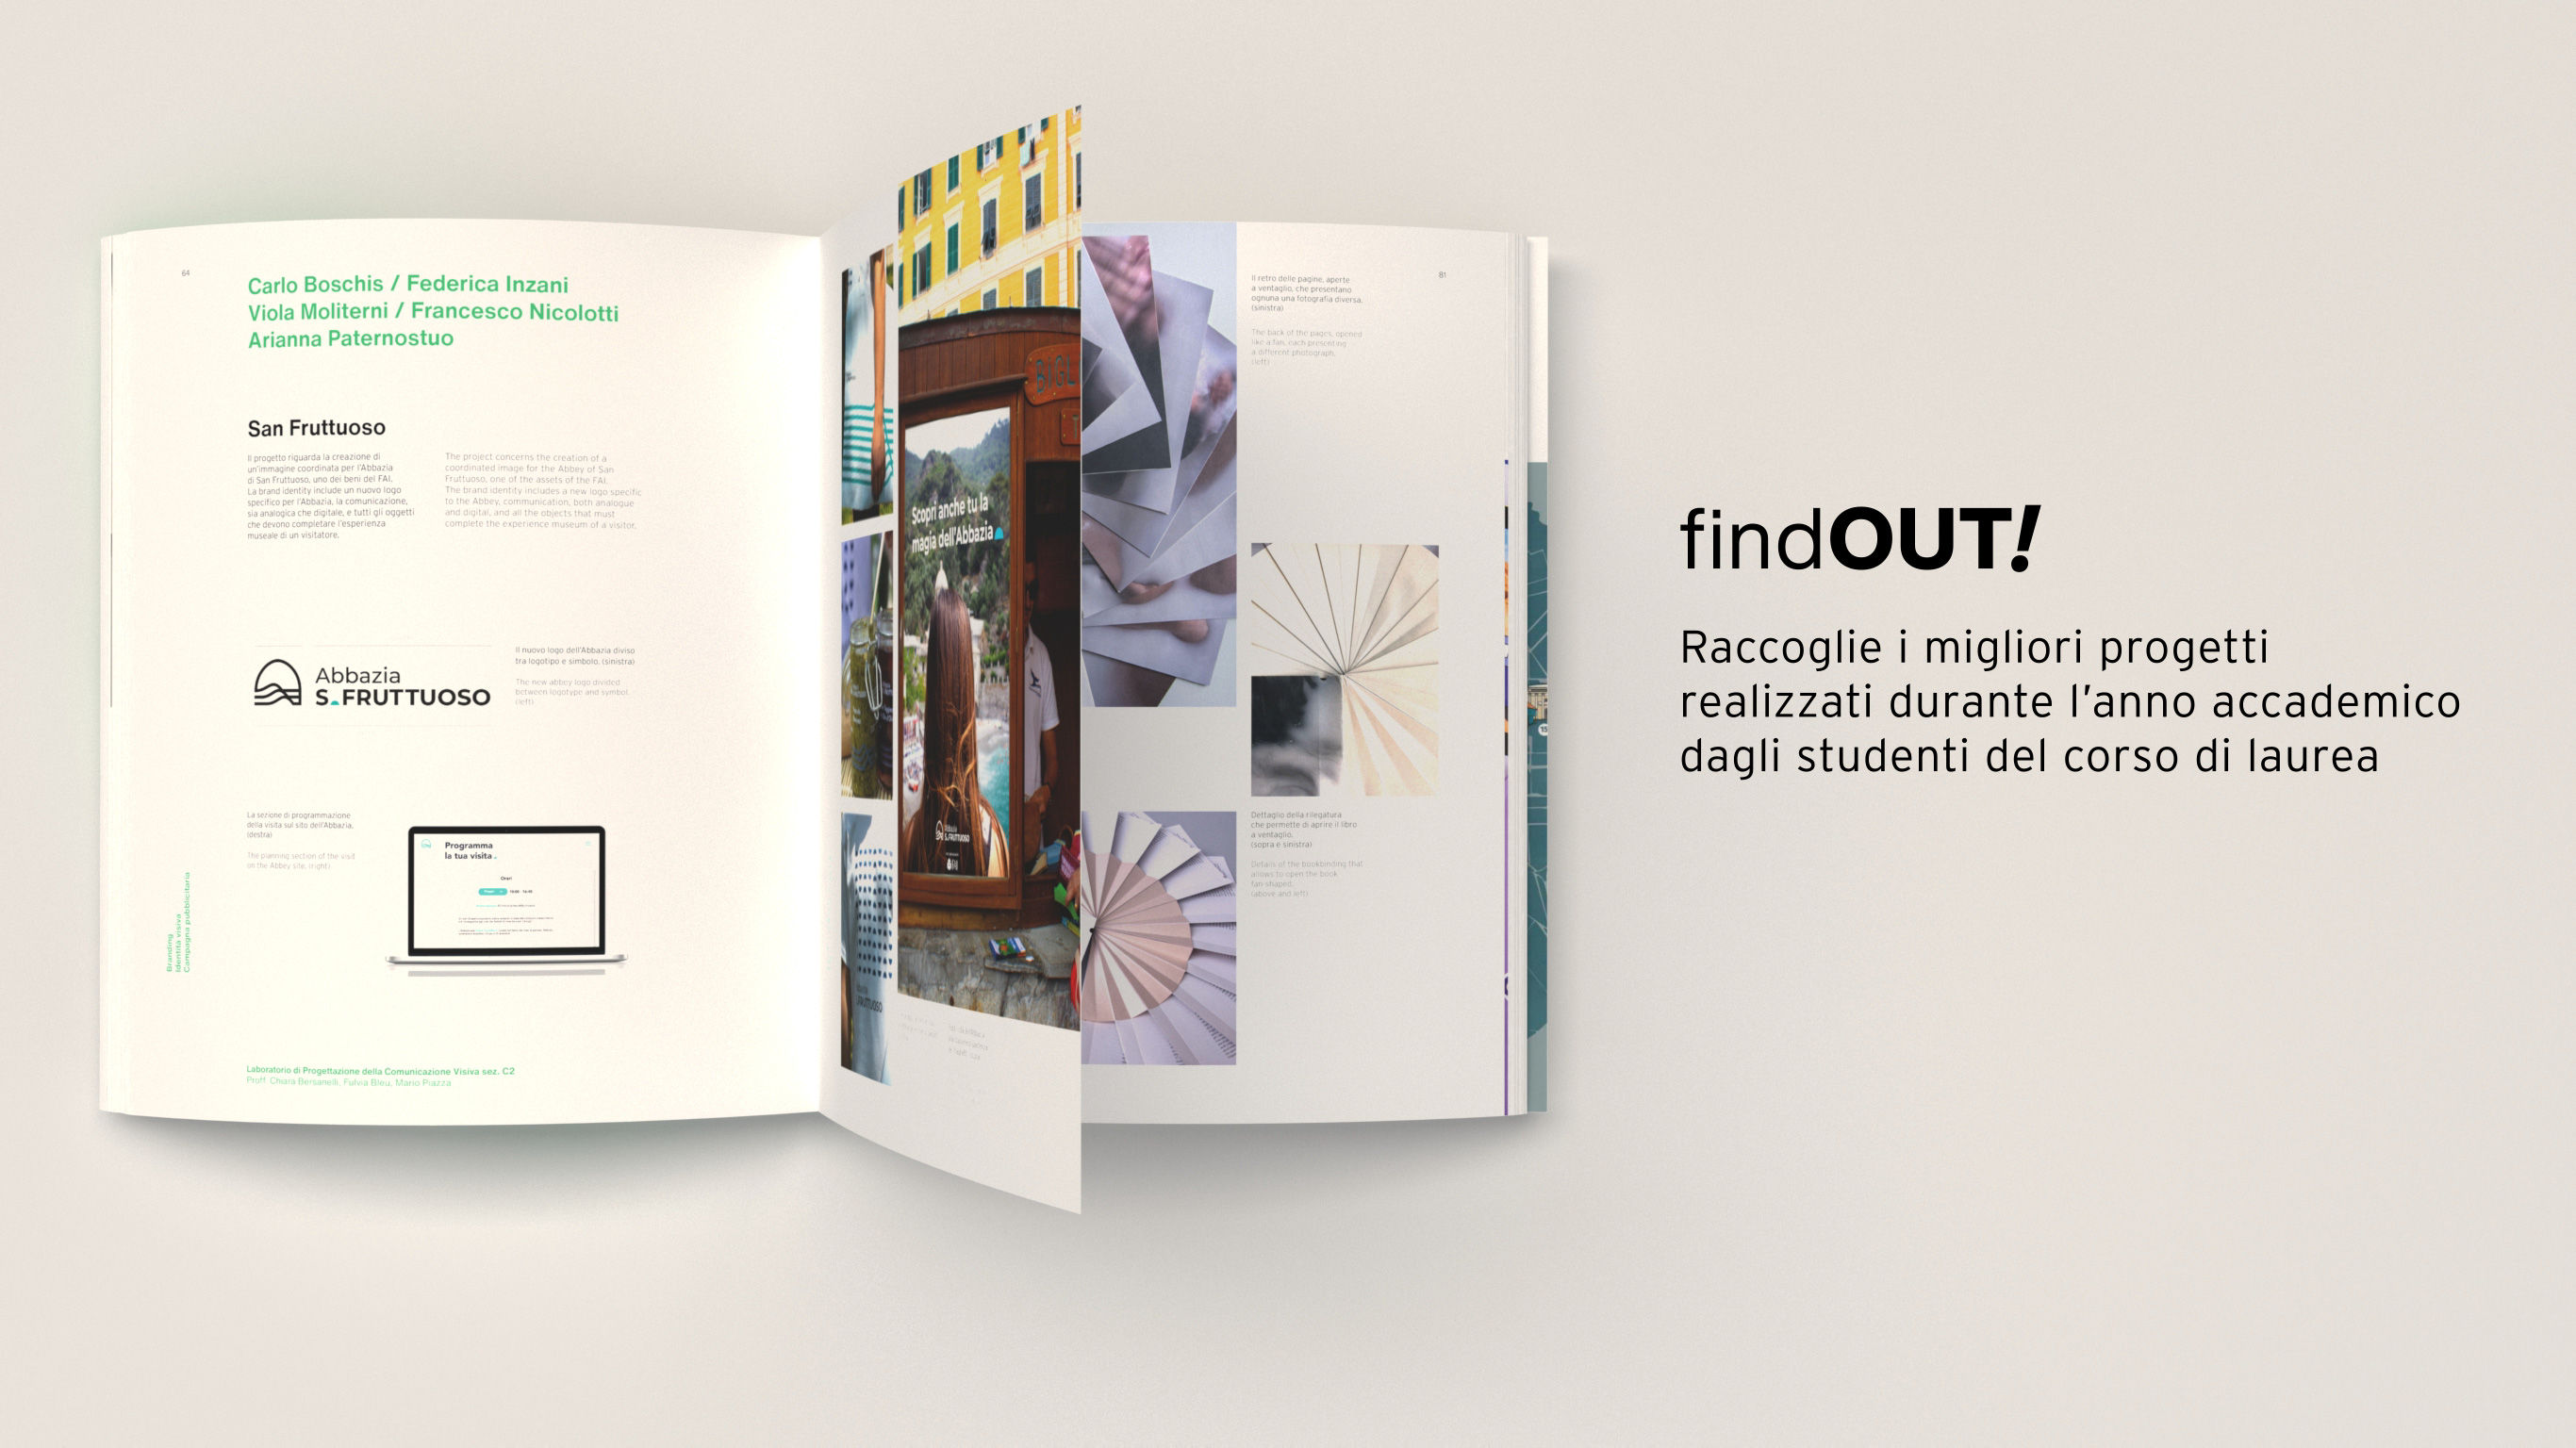 64
Carlo Boschis / Federica Inzani
Viola Moliterni / Francesco Nicolotti
Arianna Paternostuo
San Fruttuoso
Il progetto riguarda la creazione di
un'immagine coordinata per l'Abbazia
di San Fruttuoso, uno dei beni del FAI.
La brand identity include un nuovo logo
specifico per l'Abbazia, la comunicazione,
sia analogica che digitale, e tutti gli oggetti
che devono completare l'esperienza
museale di un visitatore.
The project concerns the creation of a
coordinated image for the Abbey of San
Fruttuoso, one of the assets of the FAI.
The brand identity includes a new logo specific
to the Abbey, communication, both analogue
and digital, and all the objects that must
complete the experience museum of a visitor.
Abbazia
S.FRUTTUOSO
Il nuovo logo dell'Abbazia diviso
tra logotipo e simbolo. (sinistra)
The new abbey logo divided
between logotype and symbol.
(left)
La sezione di programmazione
della visita sul sito dell'Abbazia.
(destra)
The planning section of the visit
on the Abbey site. (right)
Programma
la tua visita
Orari
Branding
Identità visiva
Campagna pubblicitaria
Laboratorio di Progettazione della Comunicazione Visiva sez. C2
Proff. Chiara Bersanelli, Fulvia Bleu, Mario Piazza
BIGL
Scopri anche tu la
magia dell'Abbazia
Abbazia
S.FRUTTUOSO
81
Il retro delle pagine, aperte
a ventaglio, che presentano
ognuna una fotografia diversa.
(sinistra)
The back of the pages, opened
like a fan, each presenting
a different photograph.
(left)
Dettaglio della rilegatura
che permette di aprire il libro
a ventaglio.
(sopra e sinistra)
Details of the bookbinding that
allows to open the book
fan-shaped.
(above and left)
findOUT!
Raccoglie i migliori progetti
realizzati durante l'anno accademico
dagli studenti del corso di laurea